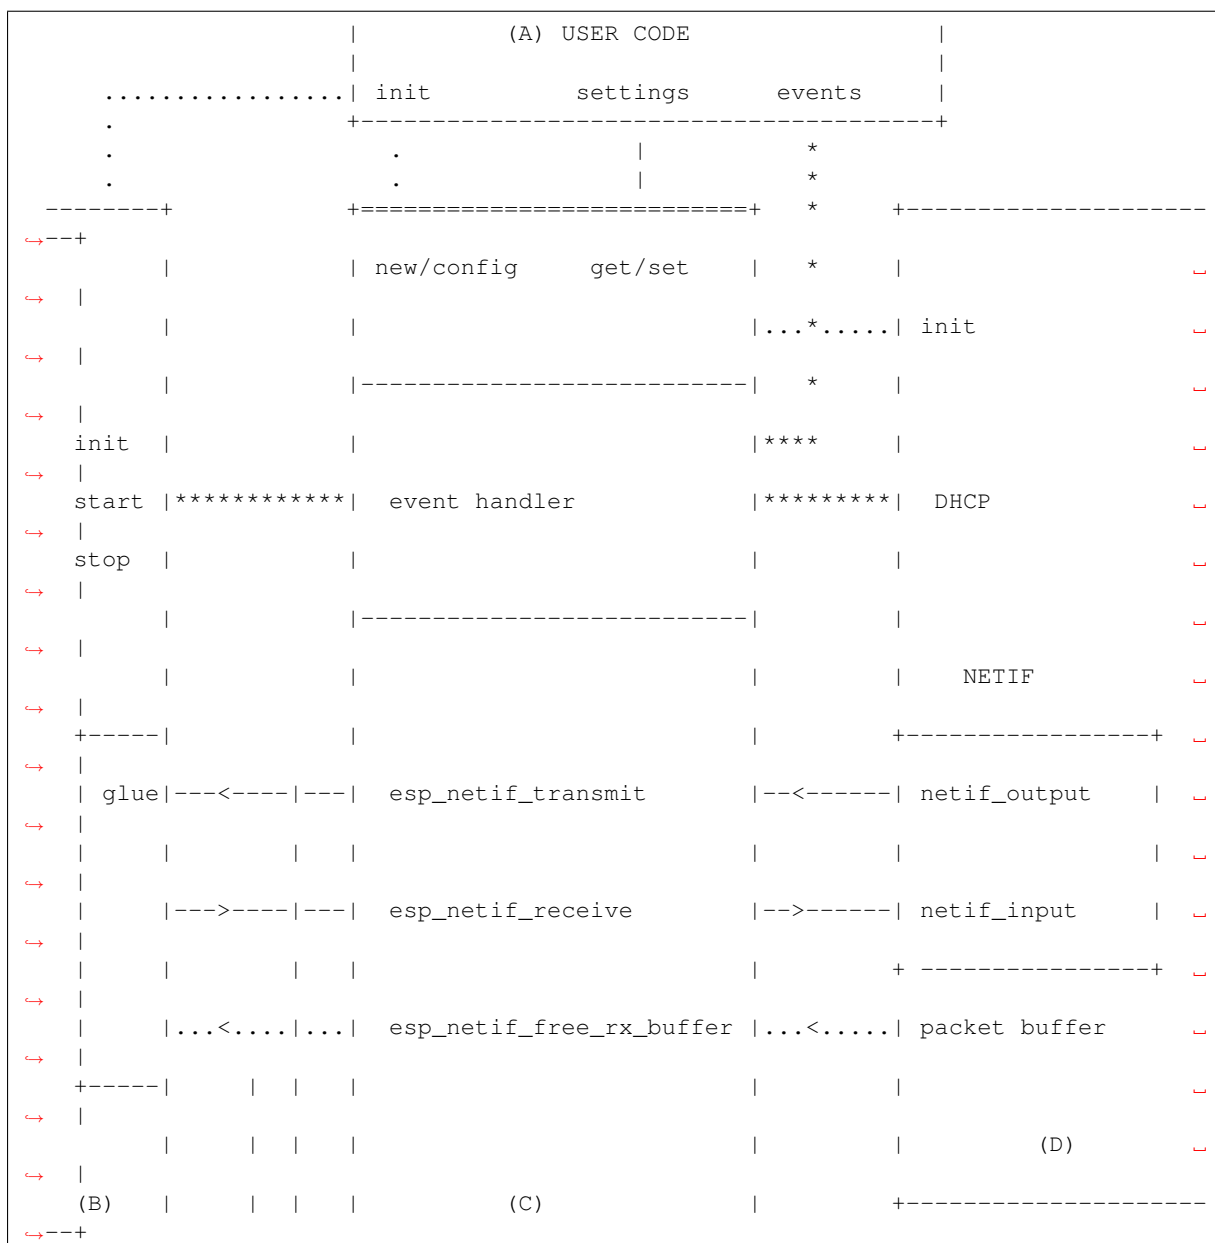 |          (A) USER CODE                 |
                       |                                        |
      .................| init          settings      events     |
      .                +----------------------------------------+
      .                   .                |           *
      .                   .                |           *
  --------+            +===========================+   *     +---------------------
↪--+
          |            | new/config     get/set    |   *     |                    ␣
↪   |
          |            |                           |...*.....| init               ␣
↪   |
          |            |---------------------------|   *     |                    ␣
↪   |
    init  |            |                           |****     |                    ␣
↪   |
    start |************|  event handler            |*********|  DHCP              ␣
↪   |
    stop  |            |                           |         |                    ␣
↪   |
          |            |---------------------------|         |                    ␣
↪   |
          |            |                           |         |    NETIF           ␣
↪   |
    +-----|            |                           |         +-----------------+  ␣
↪   |
    | glue|---<----|---|  esp_netif_transmit       |--<------| netif_output    |  ␣
↪   |
    |     |        |   |                           |         |                 |  ␣
↪   |
    |     |--->----|---|  esp_netif_receive        |-->------| netif_input     |  ␣
↪   |
    |     |        |   |                           |         + ----------------+  ␣
↪   |
    |     |...<....|...|  esp_netif_free_rx_buffer |...<.....| packet buffer      ␣
↪   |
    +-----|     |  |   |                           |         |                    ␣
↪   |
          |     |  |   |                           |         |         (D)        ␣
↪   |
    (B)   |     |  |   |          (C)              |         +---------------------
↪--+